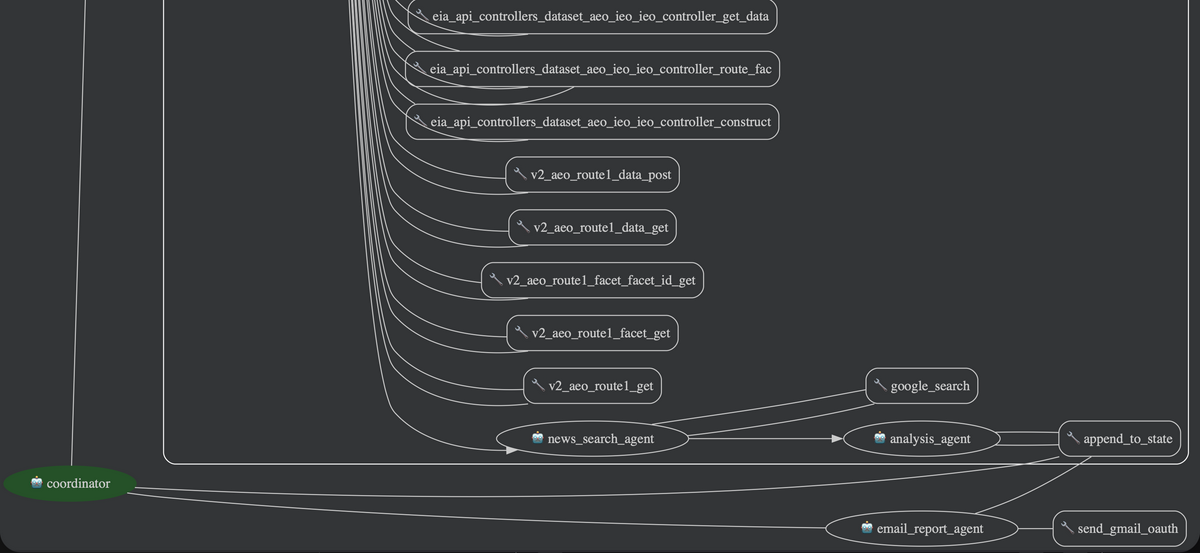 eia_api_controllers_dataset_aeo_ieo_ieo_controller_get_data
eia_api_controllers_dataset_aeo_ieo_ieo_controller_route_fac
eia_api_controllers_dataset_aeo_ieo_ieo_controller_construct
v2_aeo_route1_data_post
v2_aeo_route1_data_get
v2_aeo_route1_facet_facet_id_get
v2_aeo_route1_facet_get
v2_aeo_route1_get
google_search
news_search_agent
analysis_agent
append_to_state
coordinator
email_report_agent
send_gmail_oauth